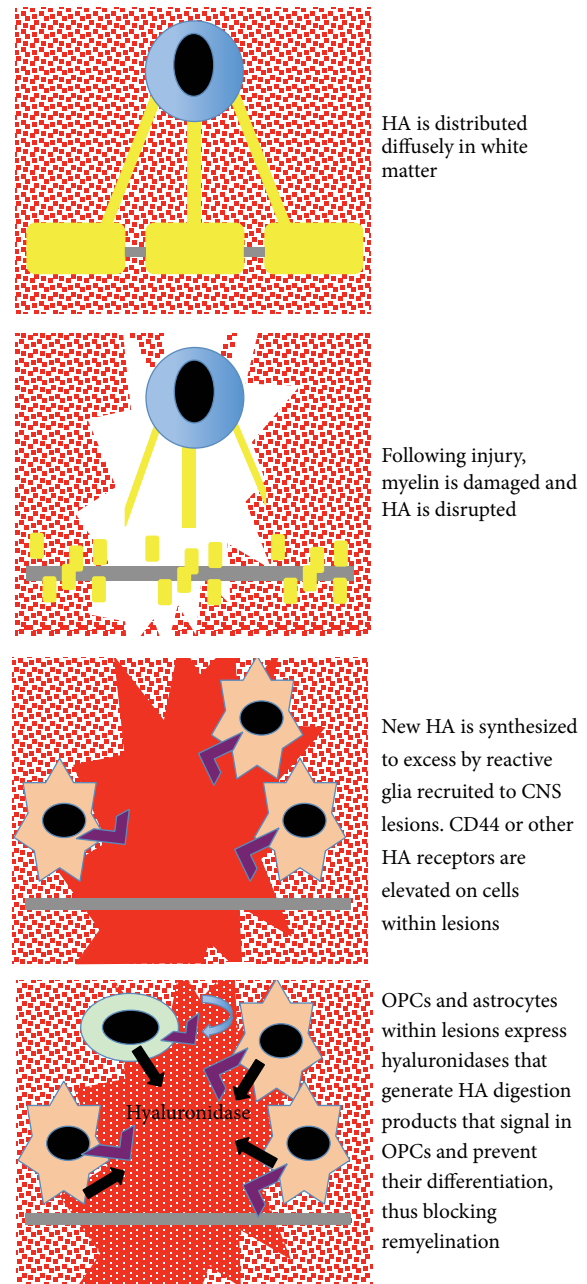 HA is distributed
diffusely in white
matter
Following injury,
myelin is damaged and
HA is disrupted
New HA is synthesized
to excess by reactive
glia recruited to CNS
lesions. CD44 or other
HA receptors are
elevated on cells
within lesions
Hyaluronidase
OPCs and astrocytes
within lesions express
hyaluronidases that
generate HA digestion
products that signal in
OPCs and prevent
their differentiation,
thus blocking
remyelination